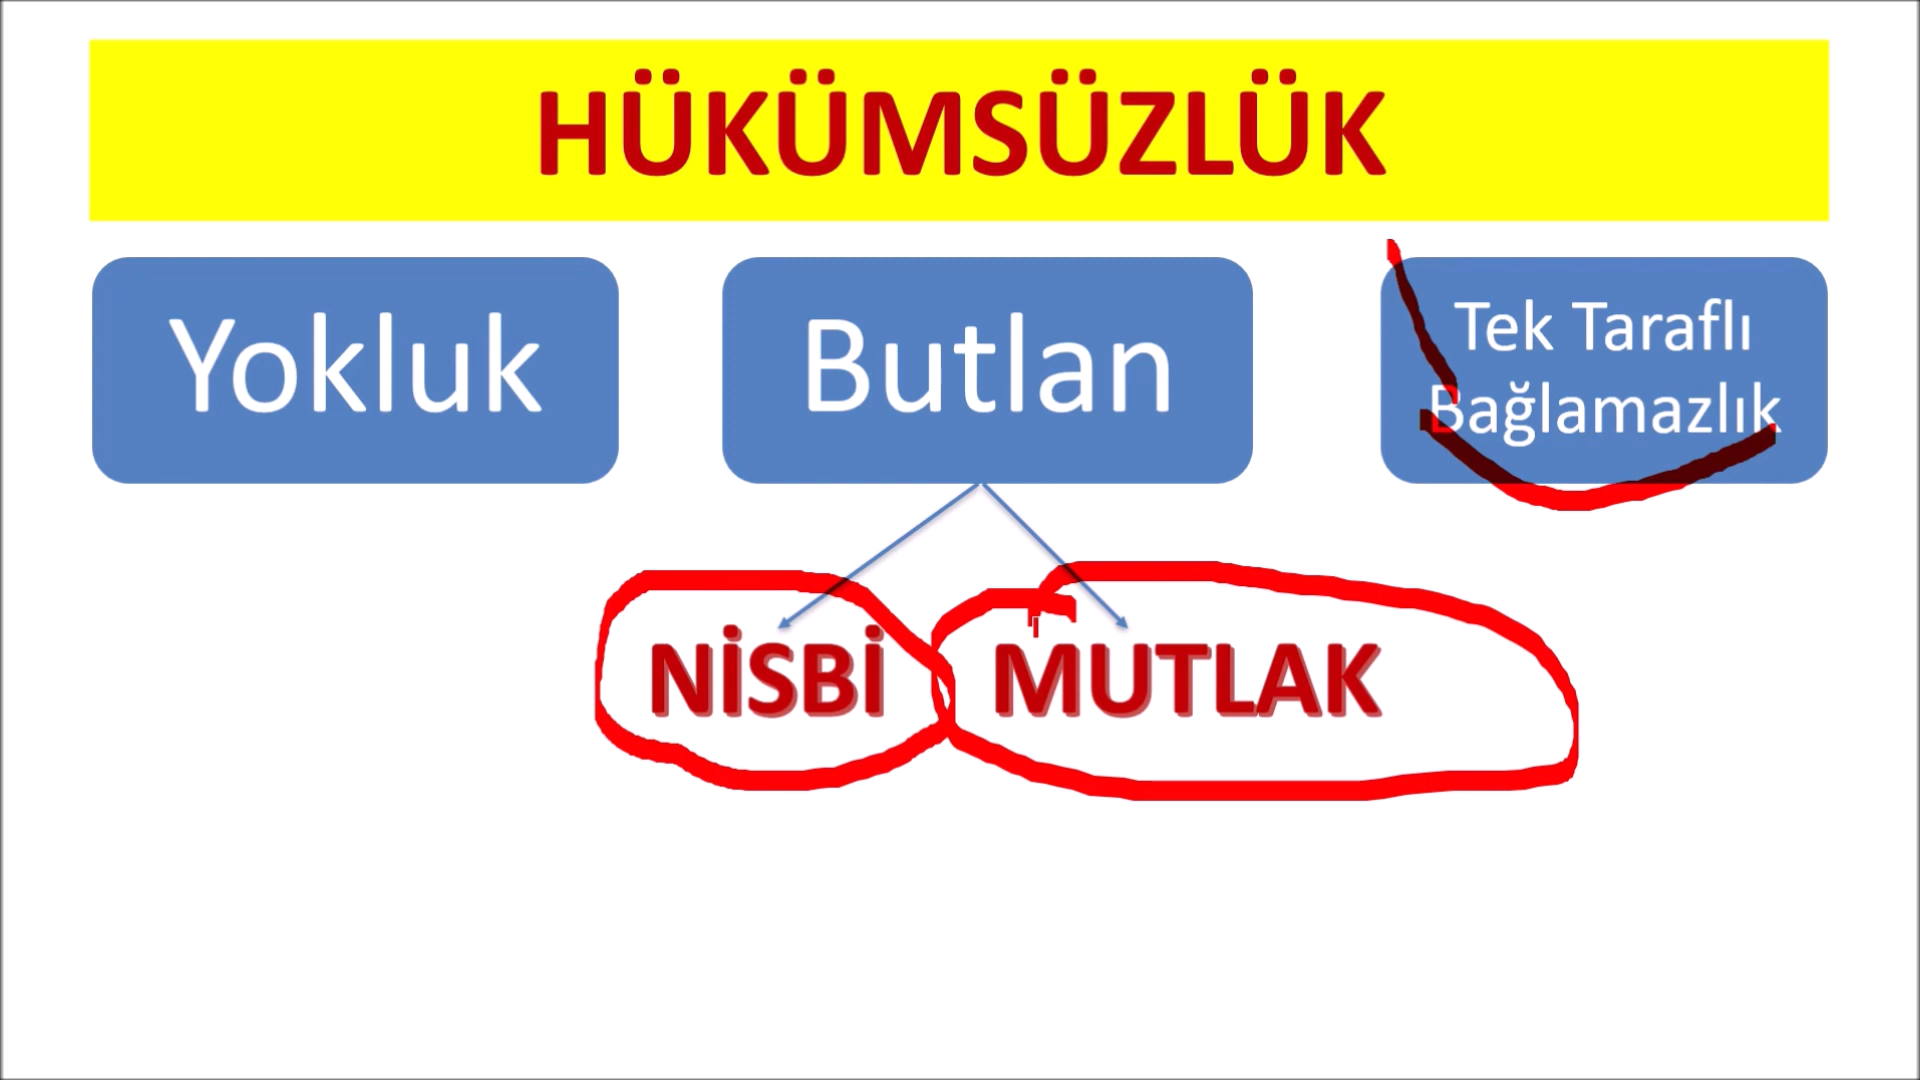 HÜKÜMSÜZLÜK
Yokluk
Butlan
Tek Taraflı
Bağlamazlık
NİSBİ
MUTLAK